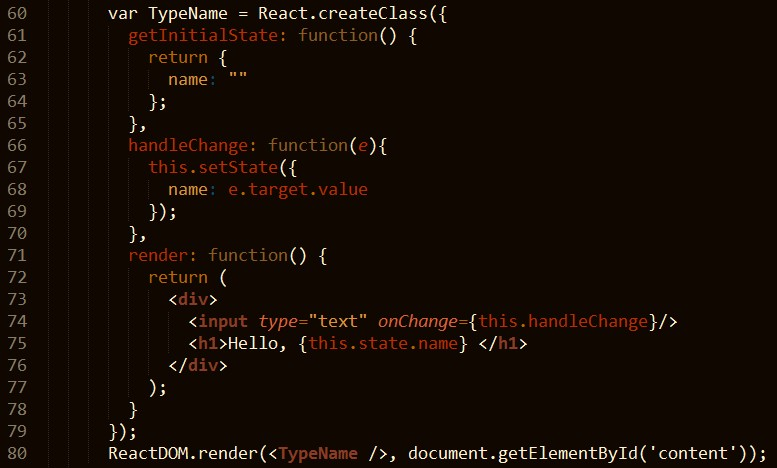 60 var TypeName = React.createClass({
61 getInitialState: function() {
62 return {
63 name: ""
64 };
65 },
66 handleChange: function(e){
67 this.setState({
68 name: e.target.value
69 });
70 },
71 render: function() {
72 return (
73 <div>
74 <input type="text" onChange={this.handleChange}/>
75 <h1>Hello, {this.state.name} </h1>
76 </div>
77 );
78 }
79 });
80 ReactDOM.render(<TypeName />, document.getElementById('content'));